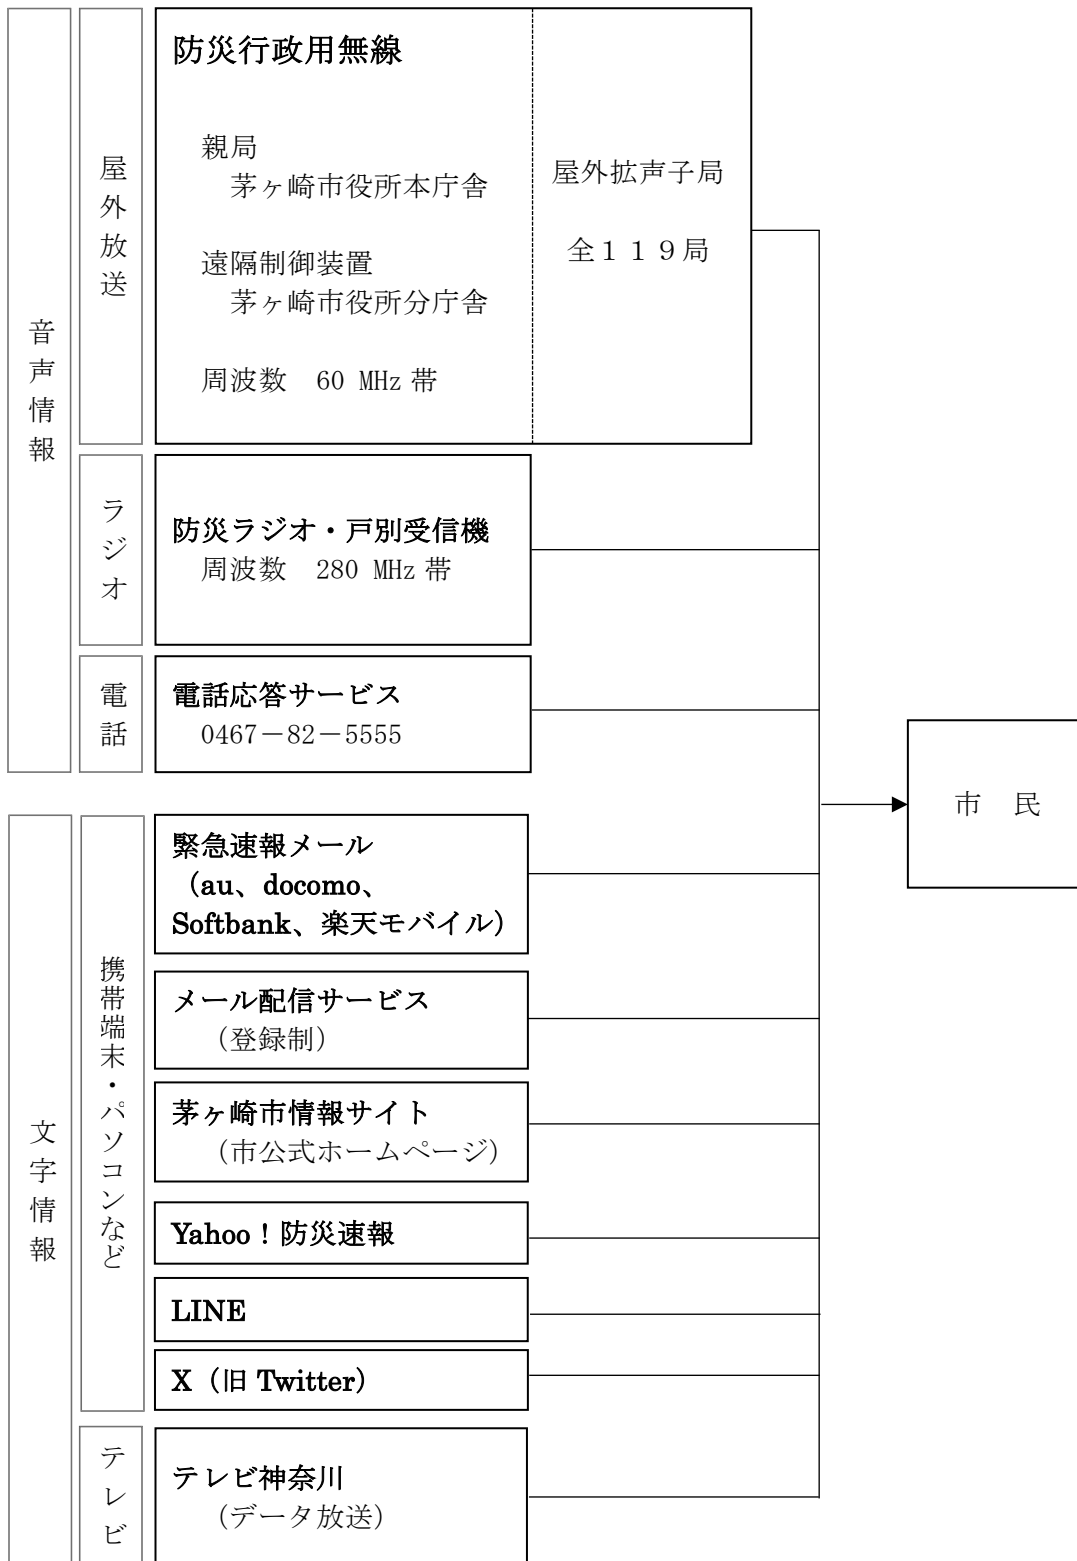 音声情報
屋外放送
防災行政用無線
親局
茅ヶ崎市役所本庁舎
遠隔制御装置
茅ヶ崎市役所分庁舎
周波数　60 MHz 帯
屋外拡声子局
全１１９局
ラジオ
防災ラジオ・戸別受信機
周波数　280 MHz 帯
電話
電話応答サービス
0467－82－5555
文字情報
携帯端末・パソコンなど
緊急速報メール
（au、docomo、
Softbank、楽天モバイル）
メール配信サービス
（登録制）
茅ヶ崎市情報サイト
（市公式ホームページ）
Yahoo！防災速報
LINE
X（旧 Twitter）
テレビ
テレビ神奈川
（データ放送）
市　民